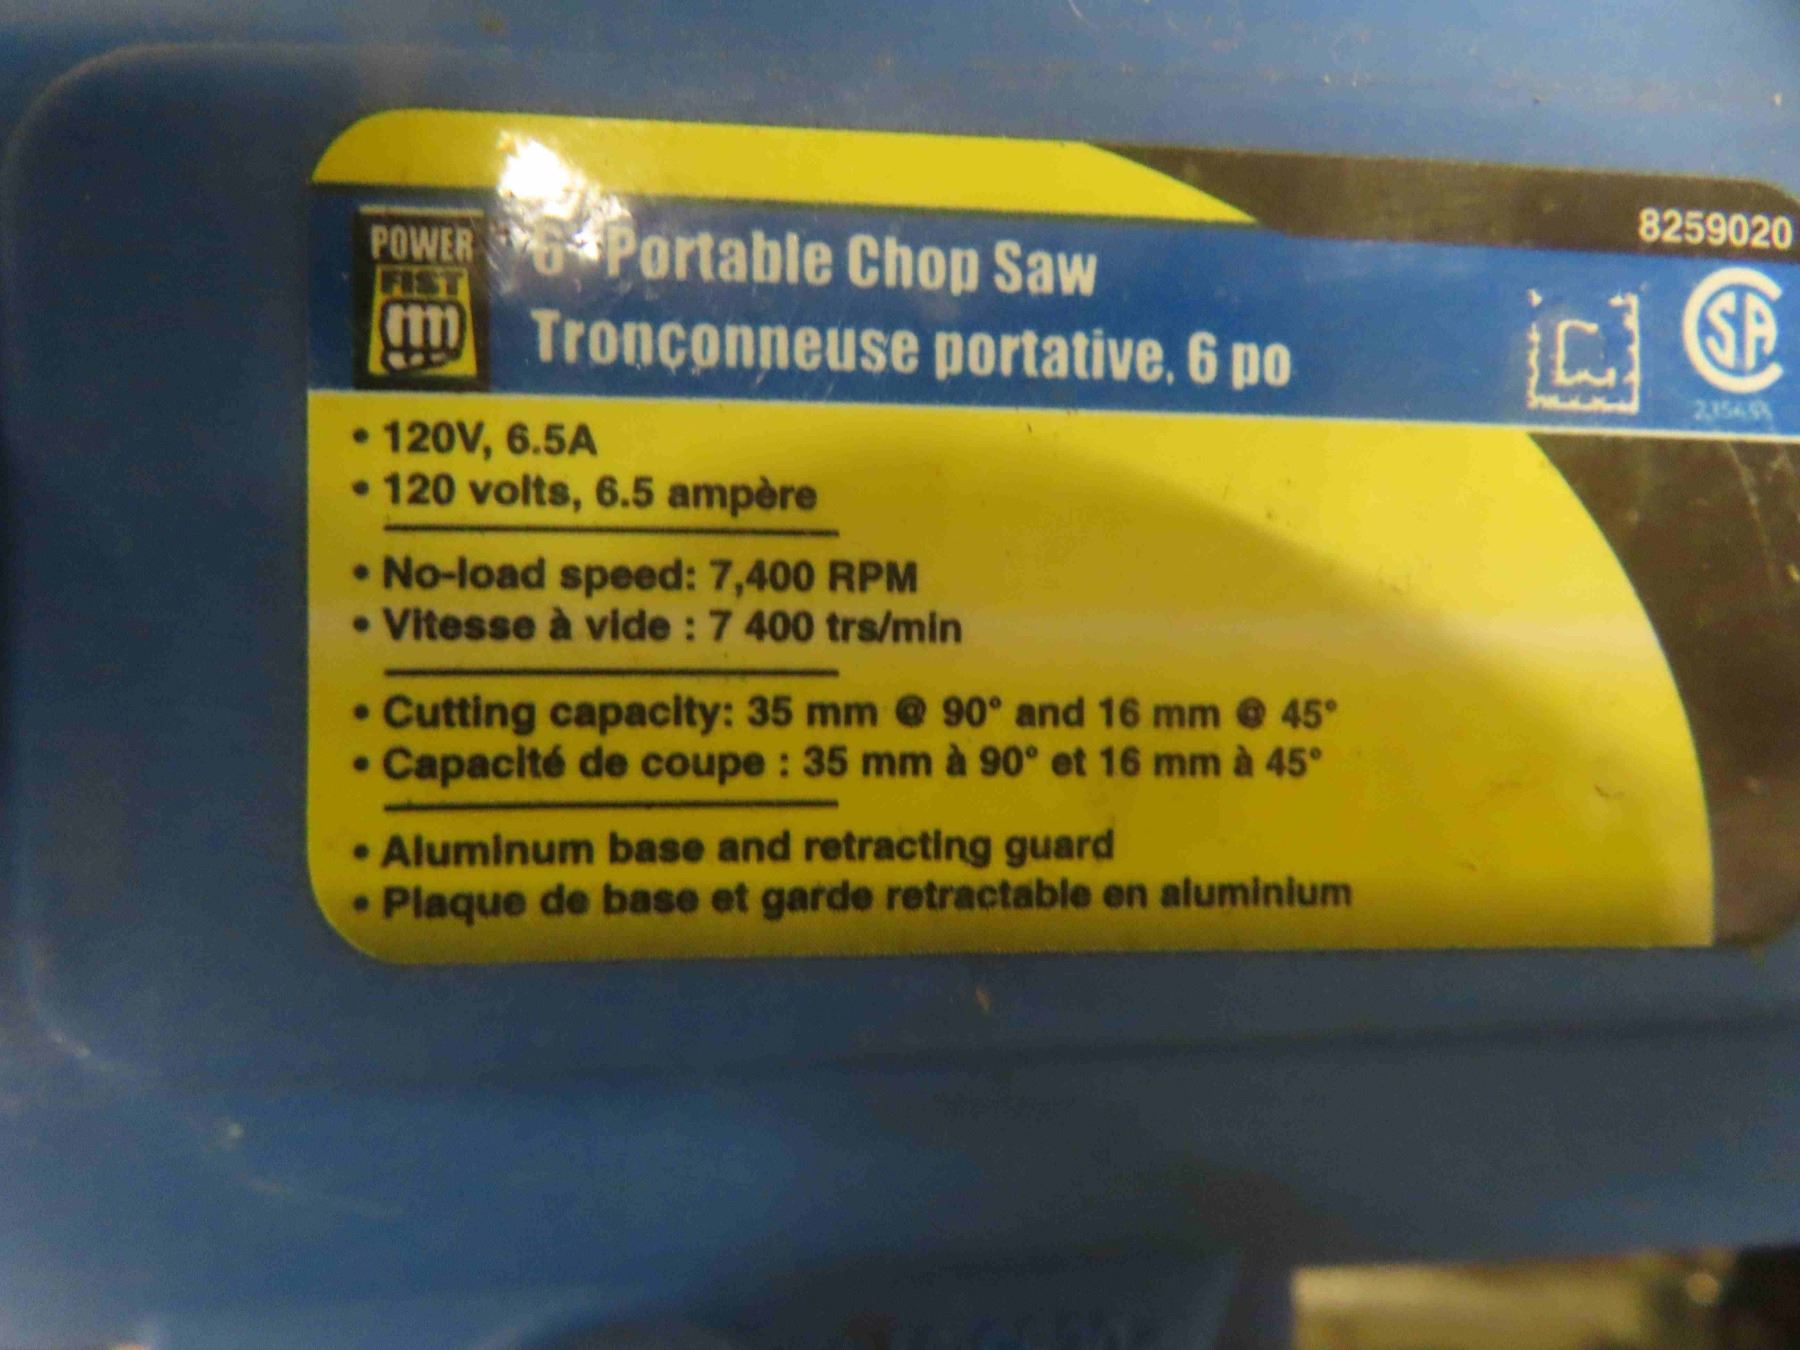 8259020
POWER
FIST
6" Portable Chop Saw
Tronçonneuse portative, 6 po
CSA
• 120V, 6.5A
• 120 volts, 6.5 ampère
• No-load speed: 7,400 RPM
• Vitesse à vide : 7 400 trs/min
• Cutting capacity: 35 mm @ 90° and 16 mm @ 45°
• Capacité de coupe : 35 mm à 90° et 16 mm à 45°
• Aluminum base and retracting guard
• Plaque de base et garde retractable en aluminium